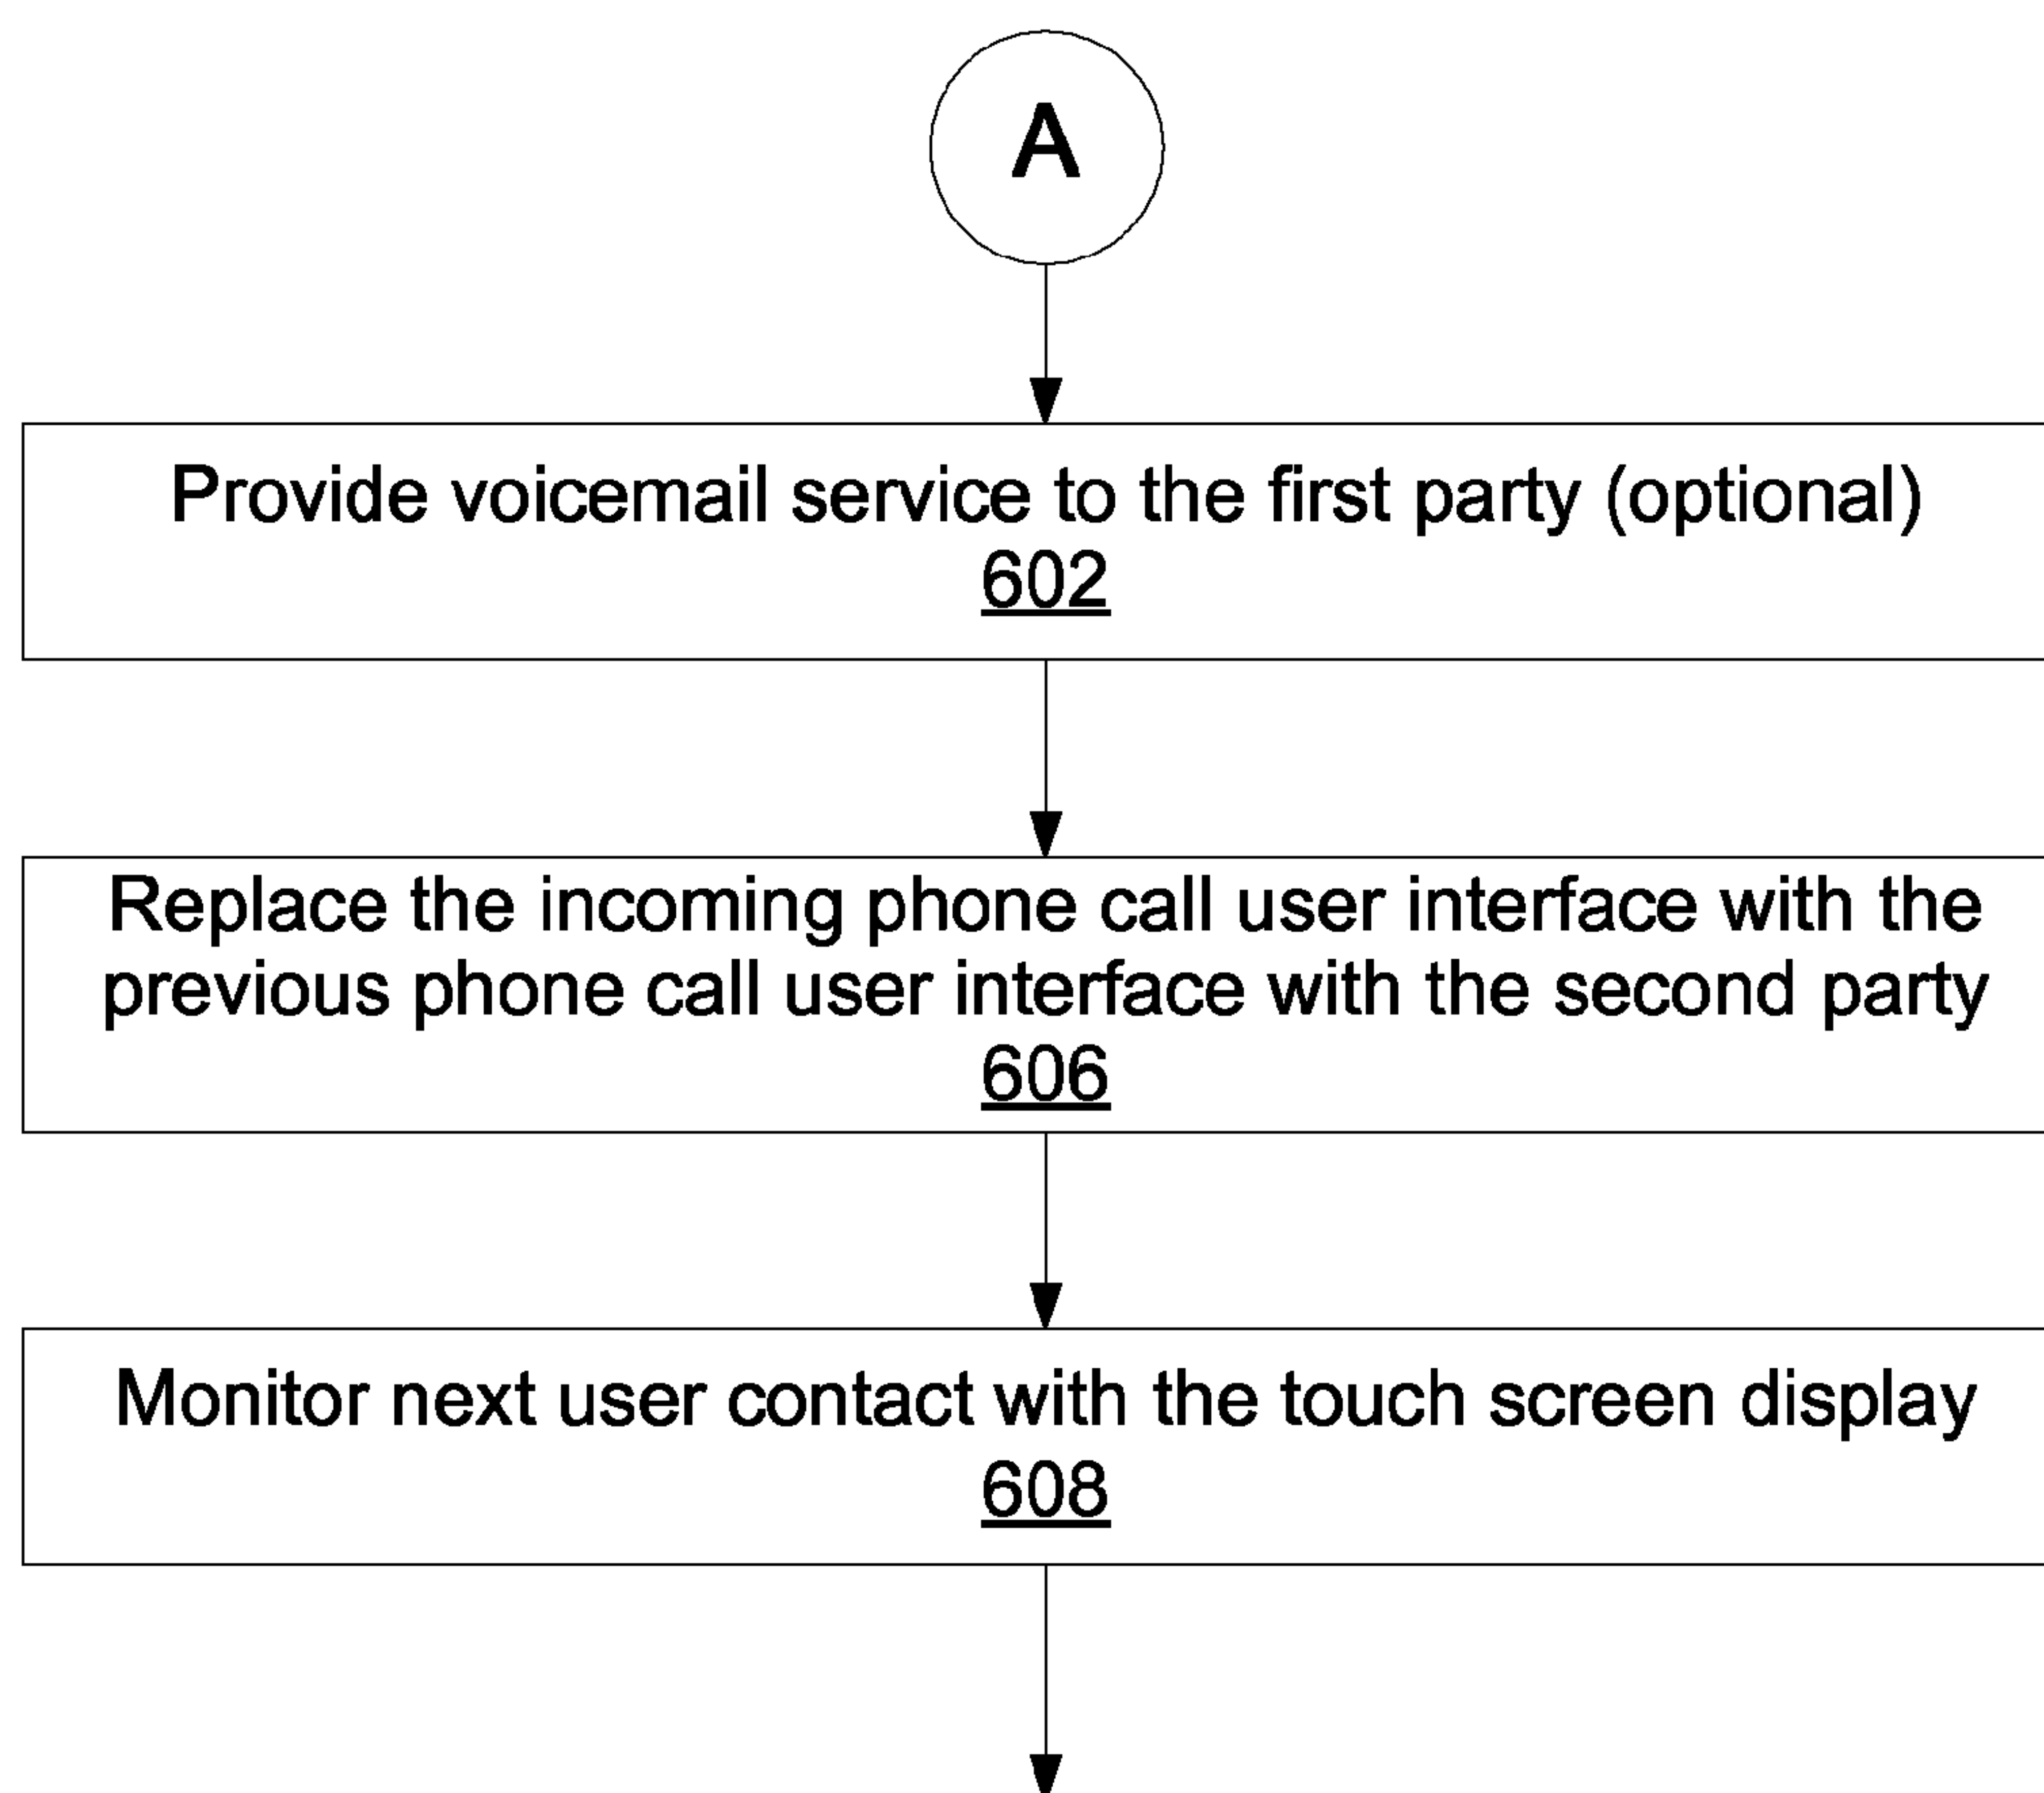 A
Provide voicemail service to the first party (optional)
602
Replace the incoming phone call user interface with the
previous phone call user interface with the second party
606
Monitor next user contact with the touch screen display
608